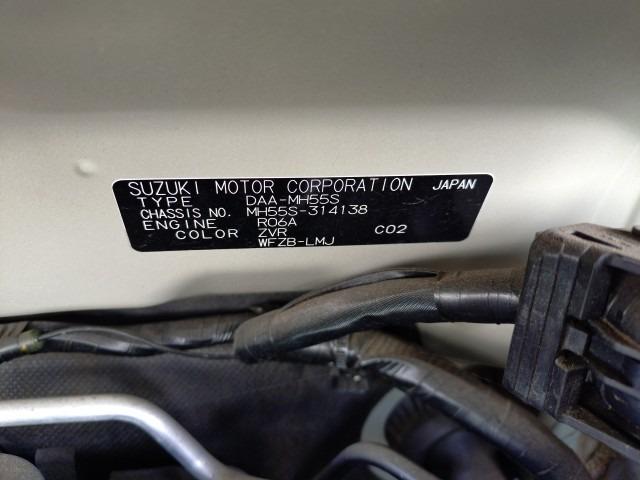 SUZUKI MOTOR CORPORATION JAPAN
TYPE DAA-MH55S
CHASSIS NO. MH55S-314138
ENGINE R06A
COLOR ZVR C02
WFZB-LMJ